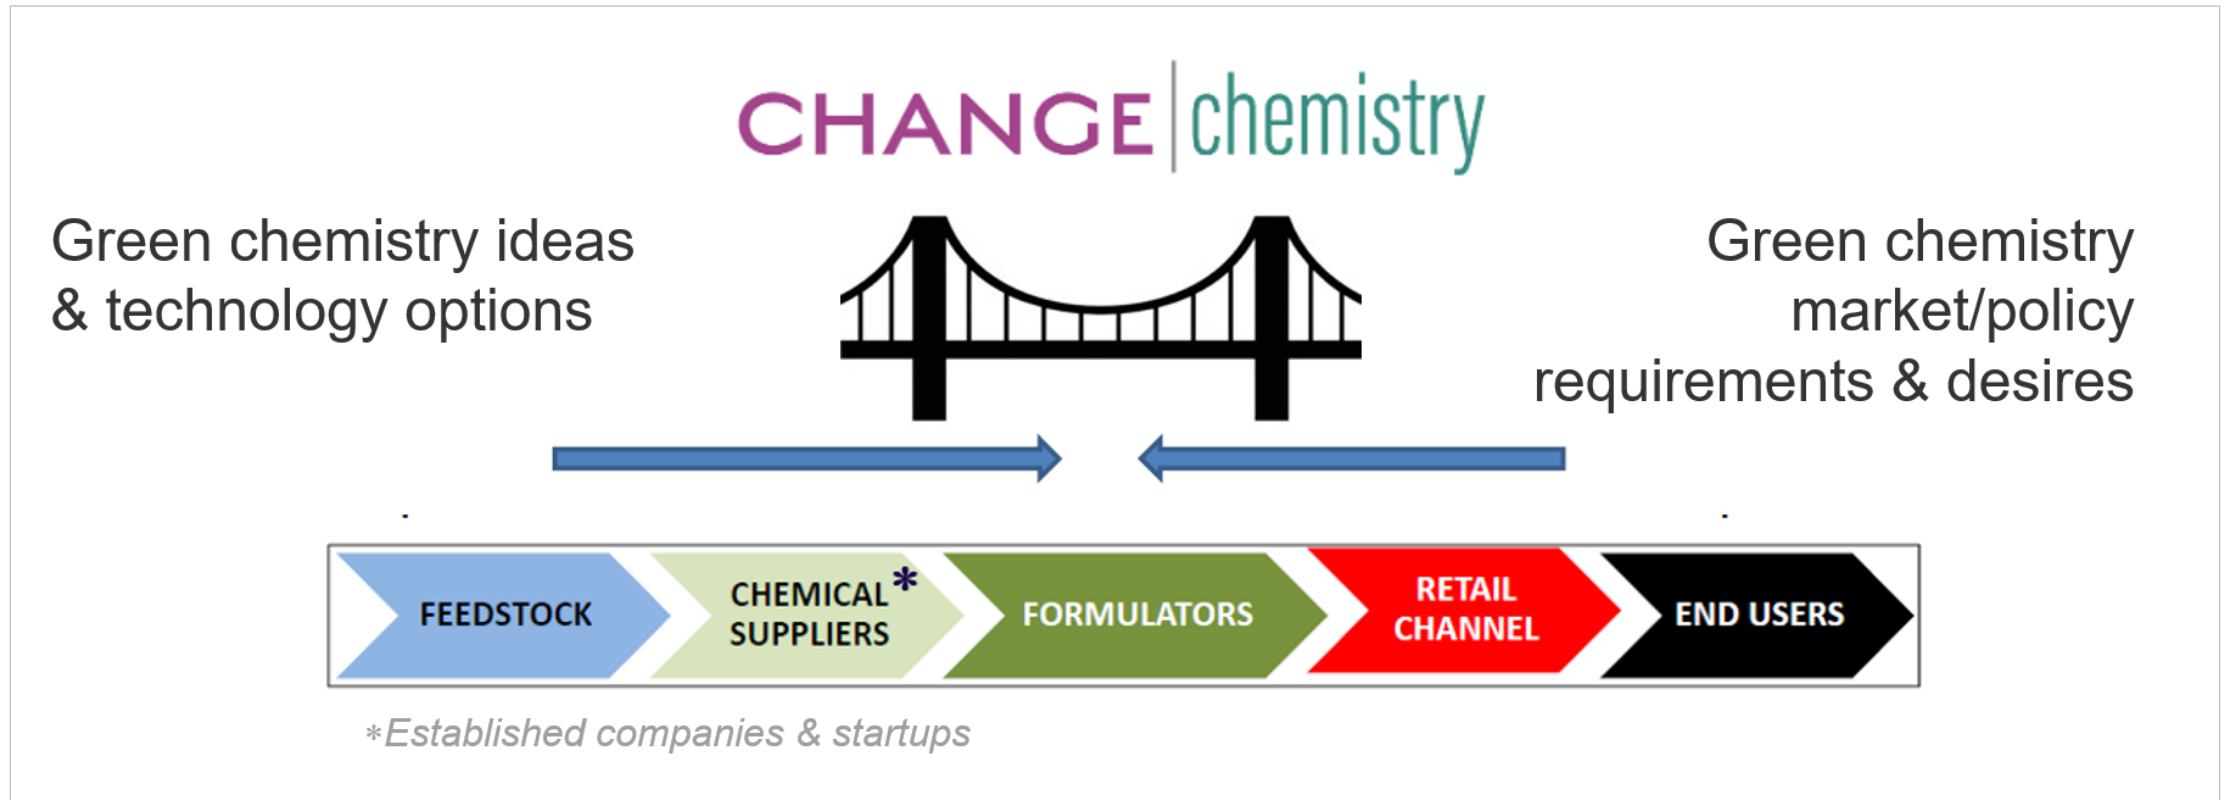 CHANGE chemistry
Green chemistry ideas
& technology options
Green chemistry
market/policy
requirements & desires
FEEDSTOCK
CHEMICAL*
SUPPLIERS
FORMULATORS
RETAIL
CHANNEL
END USERS
*Established companies & startups